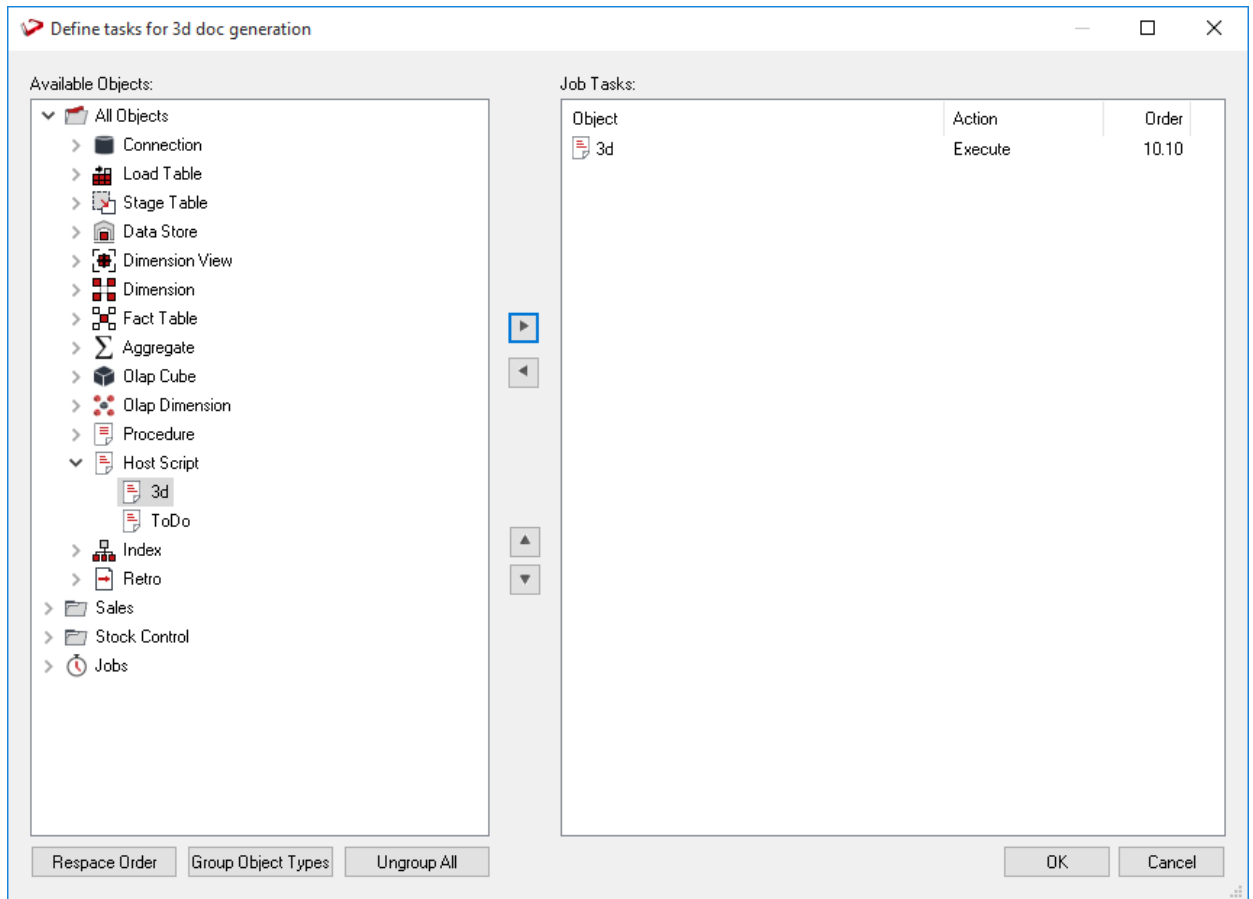 Define tasks for 3d doc generation
Available Objects:
All Objects
Connection
Load Table
Stage Table
Data Store
Dimension View
Dimension
Fact Table
Aggregate
Olap Cube
Olap Dimension
Procedure
Host Script
3d
ToDo
Index
Retro
Sales
Stock Control
Jobs
Respace Order Group Object Types Ungroup All
Job Tasks:
Object Action Order
3d Execute 10.10
OK Cancel